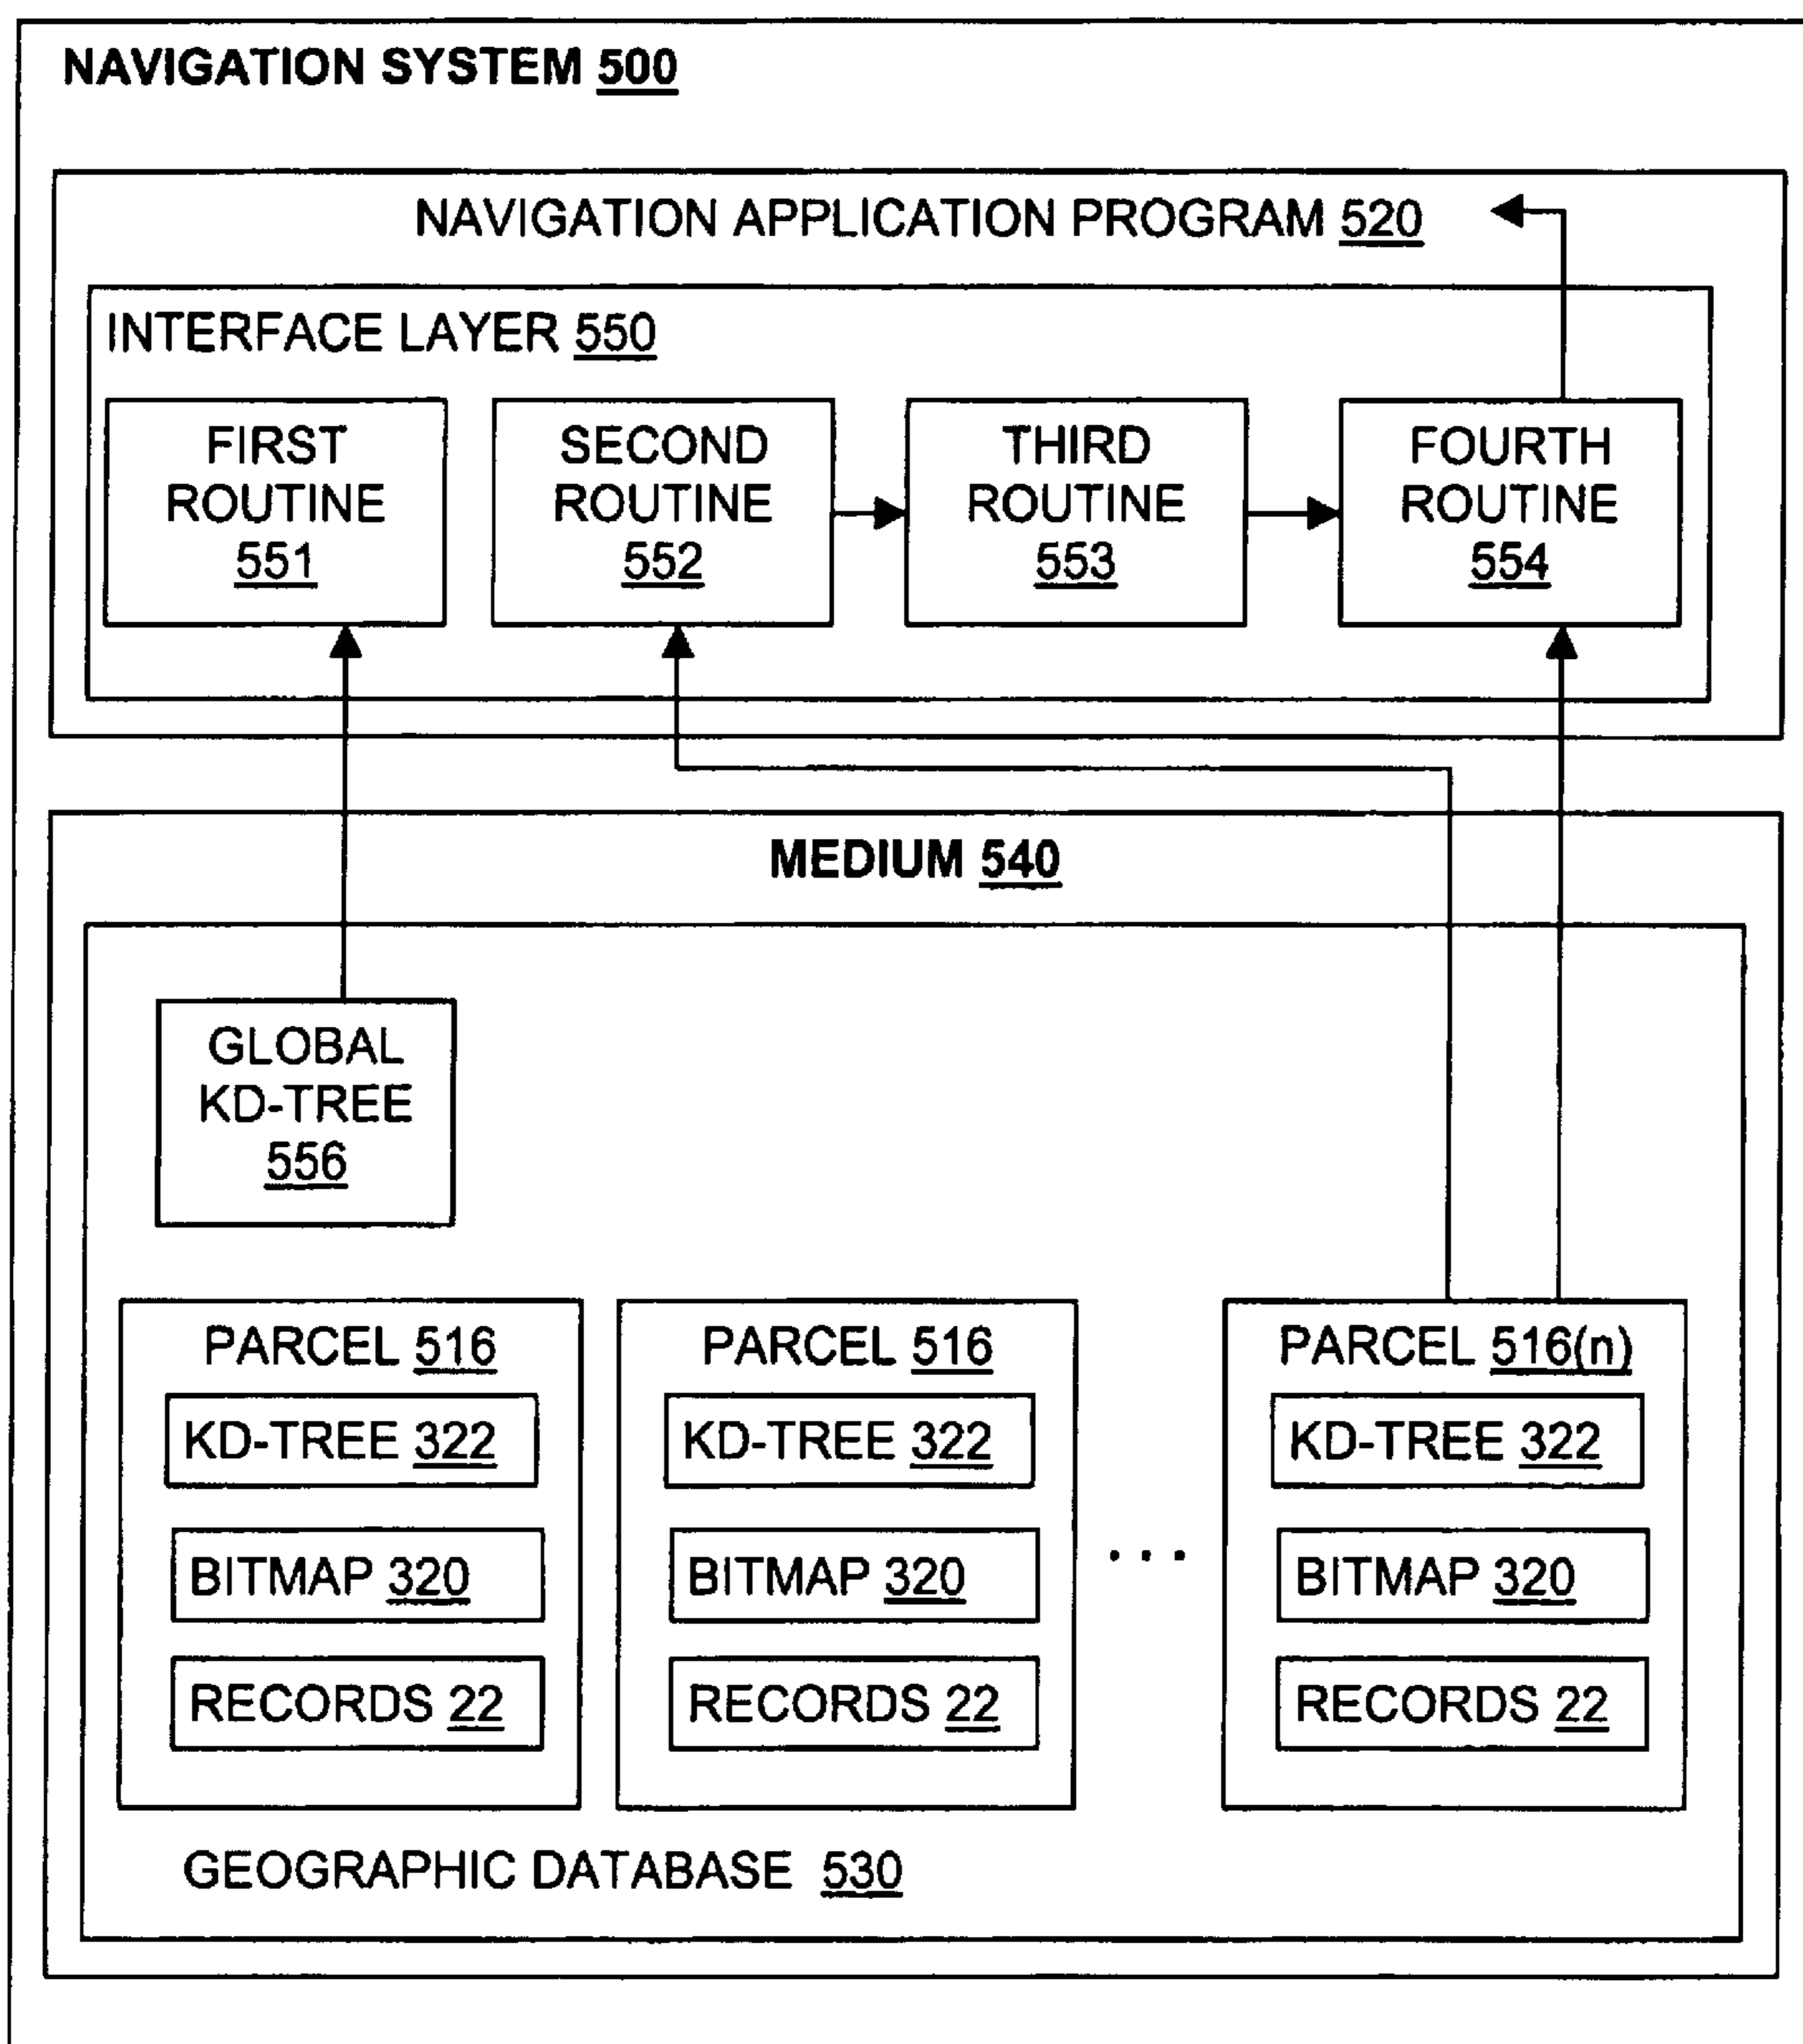 NAVIGATION SYSTEM 500
NAVIGATION APPLICATION PROGRAM 520
INTERFACE LAYER 550
FIRST
ROUTINE
551
SECOND
ROUTINE
552
THIRD
ROUTINE
553
FOURTH
ROUTINE
554
MEDIUM 540
GLOBAL
KD-TREE
556
PARCEL 516
KD-TREE 322
BITMAP 320
RECORDS 22
PARCEL 516
KD-TREE 322
BITMAP 320
RECORDS 22
...
PARCEL 516(n)
KD-TREE 322
BITMAP 320
RECORDS 22
GEOGRAPHIC DATABASE 530